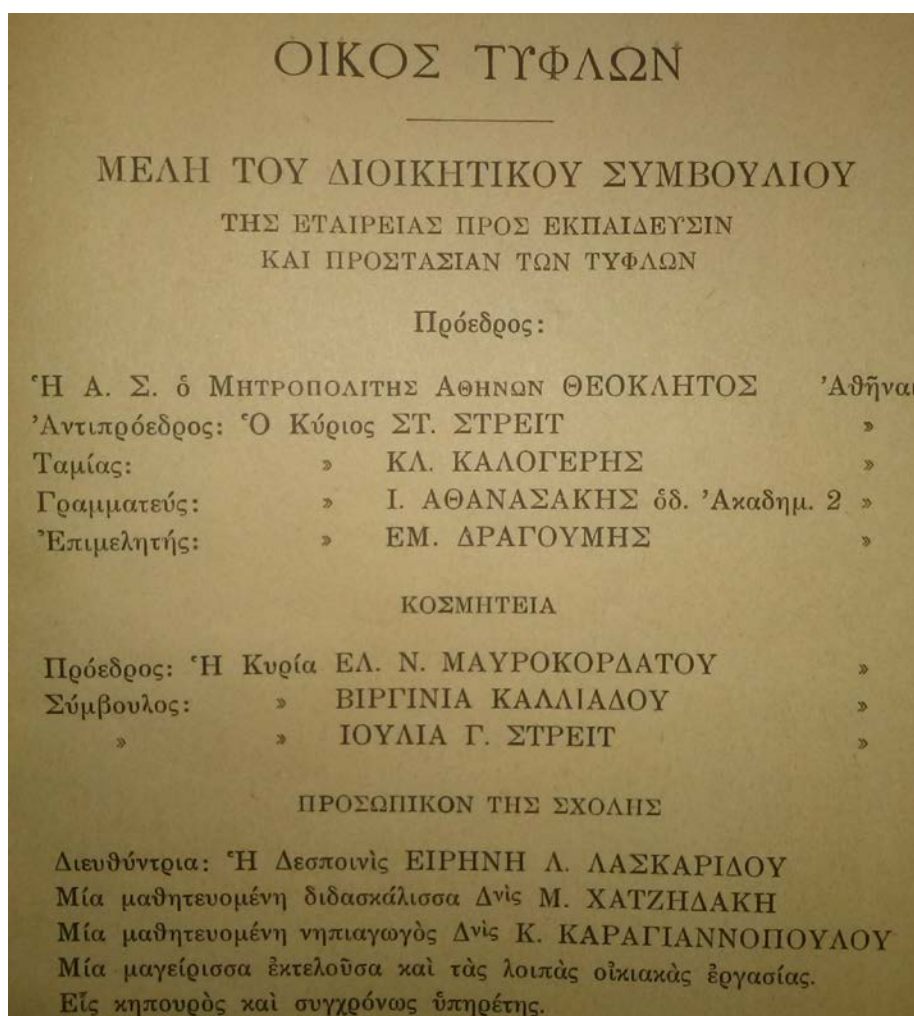 ΟΙΚΟΣ ΤΥΦΛΩΝ
ΜΕΛΗ ΤΟΥ ΔΙΟΙΚΗΤΙΚΟΥ ΣΥΜΒΟΥΛΙΟΥ
ΤΗΣ ΕΤΑΙΡΕΙΑΣ ΠΡΟΣ ΕΚΠΑΙΔΕΥΣΙΝ
ΚΑΙ ΠΡΟΣΤΑΣΙΑΝ ΤΩΝ ΤΥΦΛΩΝ
Πρόεδρος:
Ἡ Α. Σ. ὁ ΜΗΤΡΟΠΟΛΙΤΗΣ ΑΘΗΝΩΝ ΘΕΟΚΛΗΤΟΣ Ἀθῆναι
Ἀντιπρόεδρος: Ὁ Κύριος ΣΤ. ΣΤΡΕΙΤ »
Ταμίας: » ΚΛ. ΚΑΛΟΓΕΡΗΣ »
Γραμματεύς: » Ι. ΑΘΑΝΑΣΑΚΗΣ ὁδ. Ἀκαδημ. 2 »
Ἐπιμελητής: » ΕΜ. ΔΡΑΓΟΥΜΗΣ »
ΚΟΣΜΗΤΕΙΑ
Πρόεδρος: Ἡ Κυρία ΕΛ. Ν. ΜΑΥΡΟΚΟΡΔΑΤΟΥ »
Σύμβουλος: » ΒΙΡΓΙΝΙΑ ΚΑΛΛΙΑΔΟΥ »
» » ΙΟΥΛΙΑ Γ. ΣΤΡΕΙΤ »
ΠΡΟΣΩΠΙΚΟΝ ΤΗΣ ΣΧΟΛΗΣ
Διευθύντρια: Ἡ Δεσποινὶς ΕΙΡΗΝΗ Λ. ΛΑΣΚΑΡΙΔΟΥ
Μία μαθητευομένη διδασκάλισσα Δνὶς Μ. ΧΑΤΖΗΔΑΚΗ
Μία μαθητευομένη νηπιαγωγὸς Δνὶς Κ. ΚΑΡΑΓΙΑΝΝΟΠΟΥΛΟΥ
Μία μαγείρισσα ἐκτελοῦσα καὶ τὰς λοιπὰς οἰκιακὰς ἐργασίας.
Εἷς κηπουρὸς καὶ συγχρόνως ὑπηρέτης.